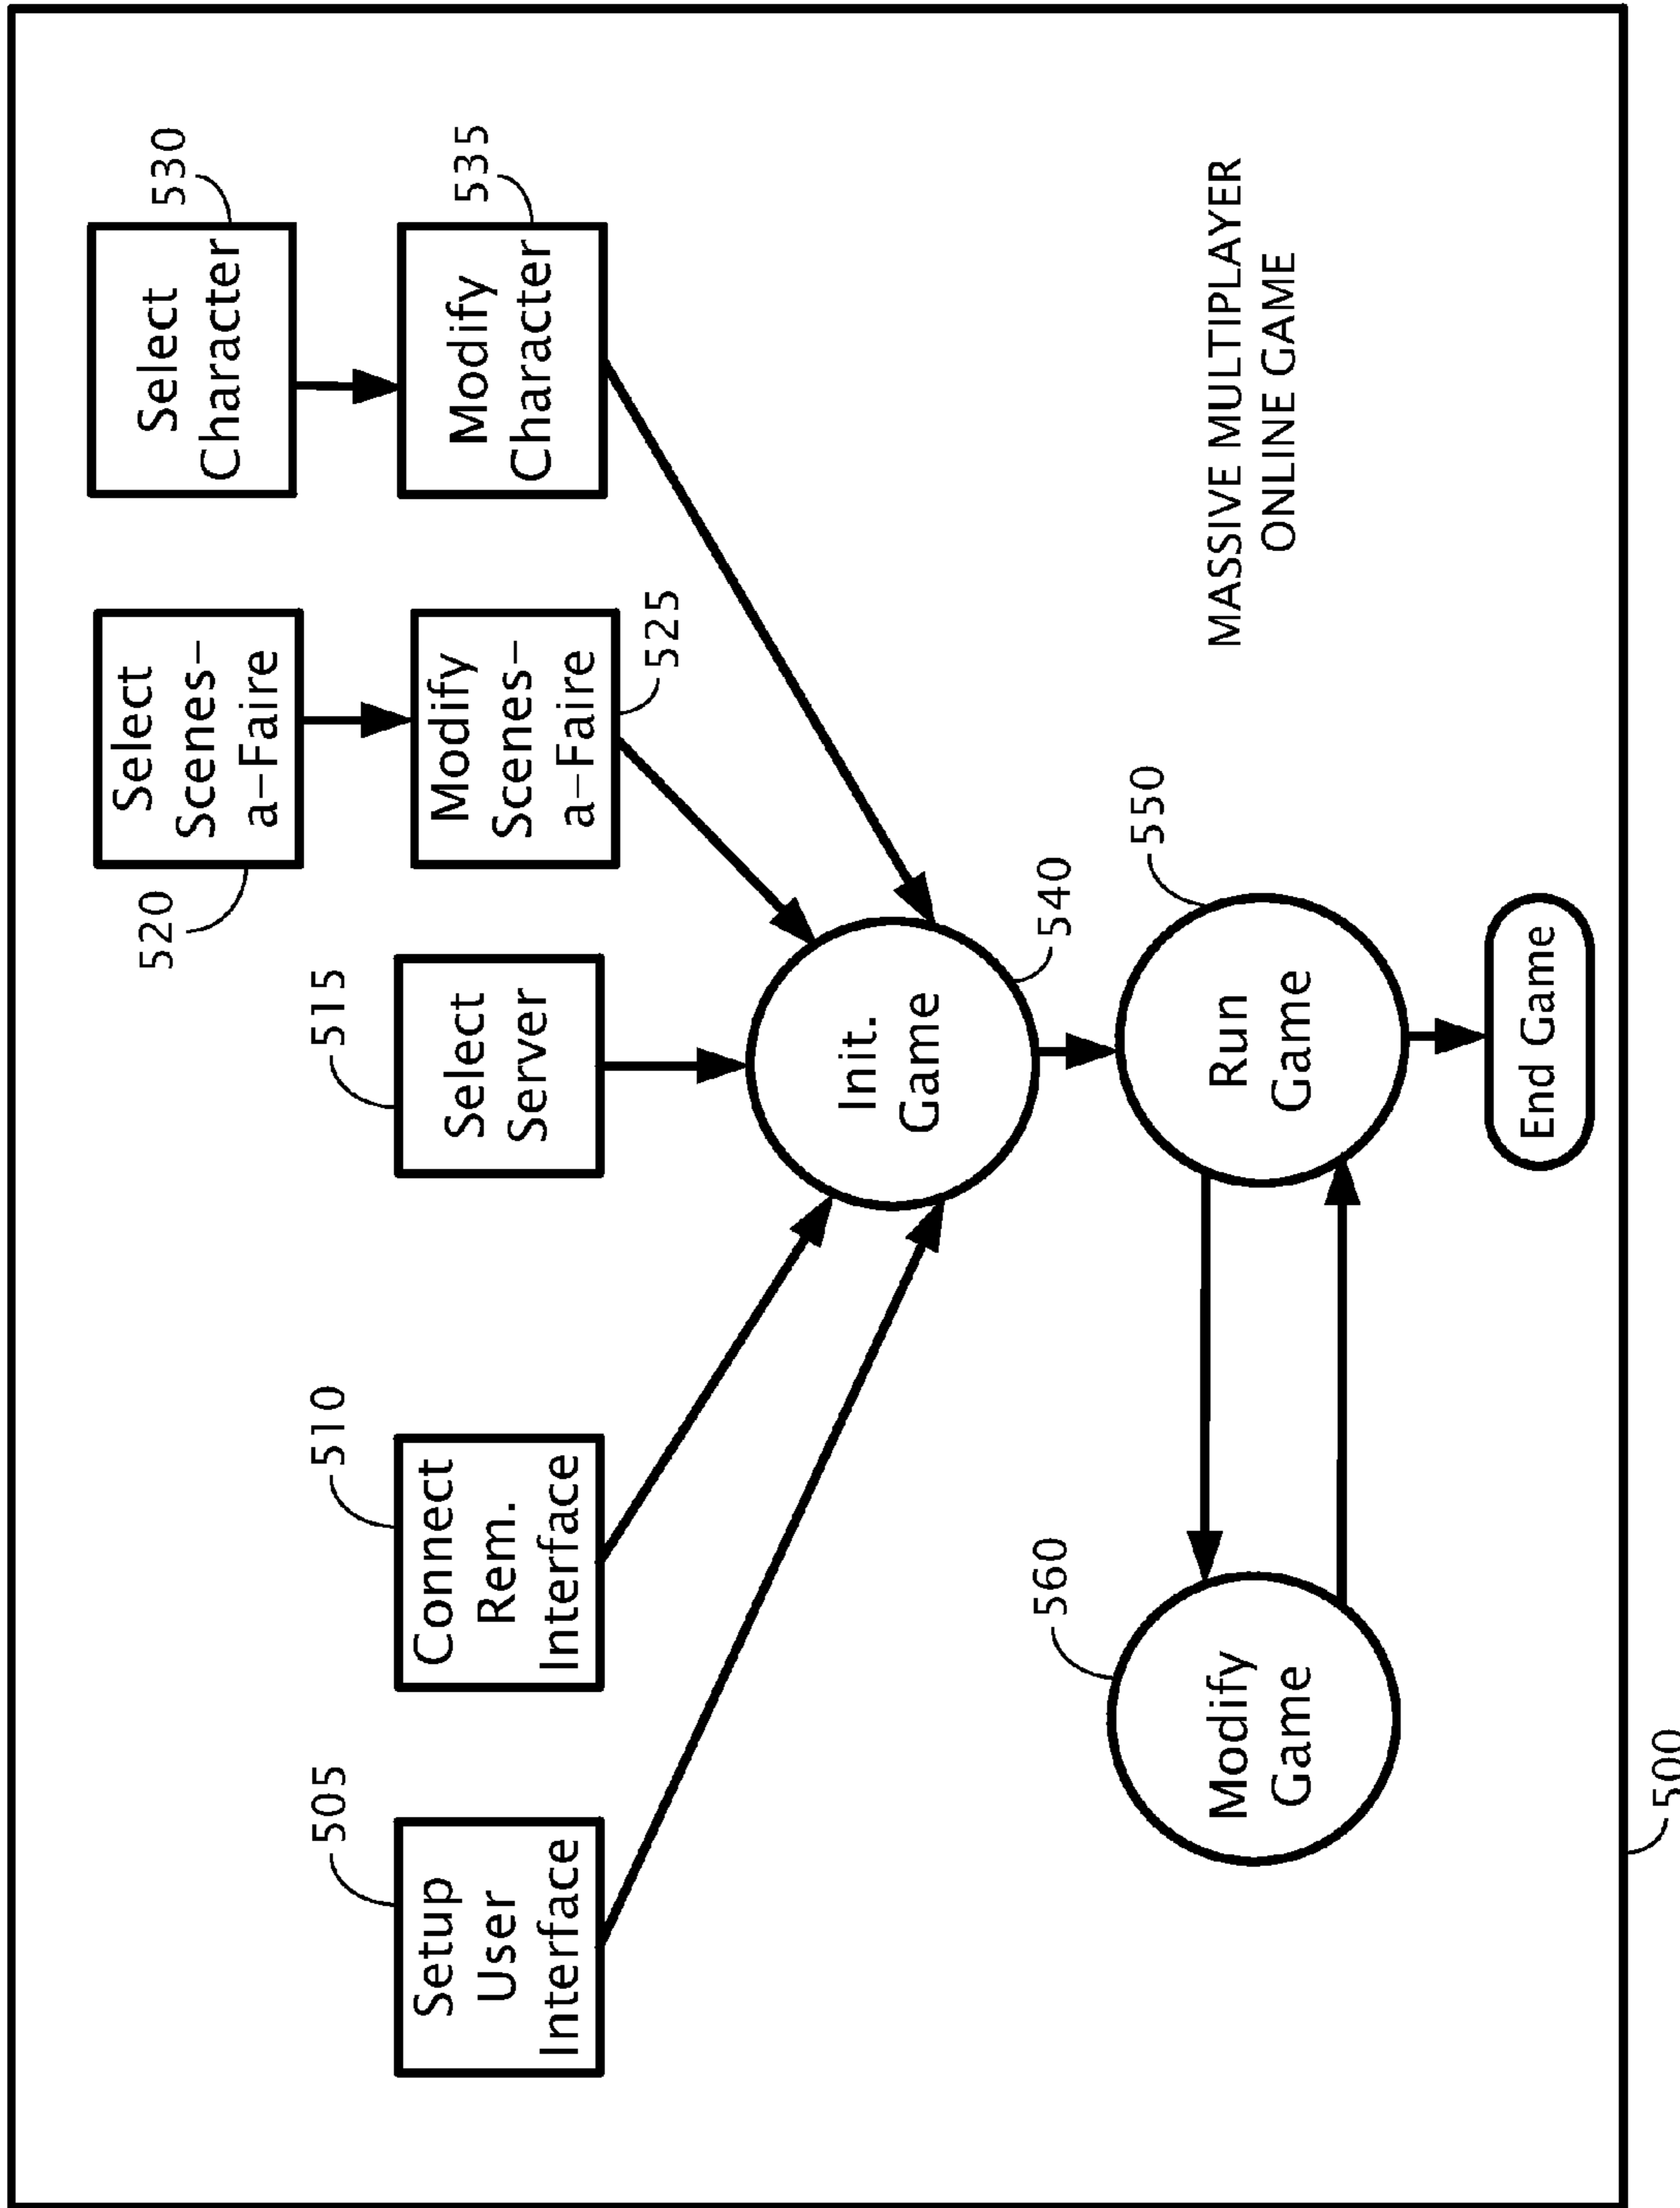 530
Select
Character
535
Modify
Character
520
Select
Scenes-
a-Faire
525
Modify
Scenes-
a-Faire
515
Select
Server
510
Connect
Rem.
Interface
505
Setup
User
Interface
540
Init.
Game
550
Run
Game
560
Modify
Game
End Game
MASSIVE MULTIPLAYER
ONLINE GAME
500